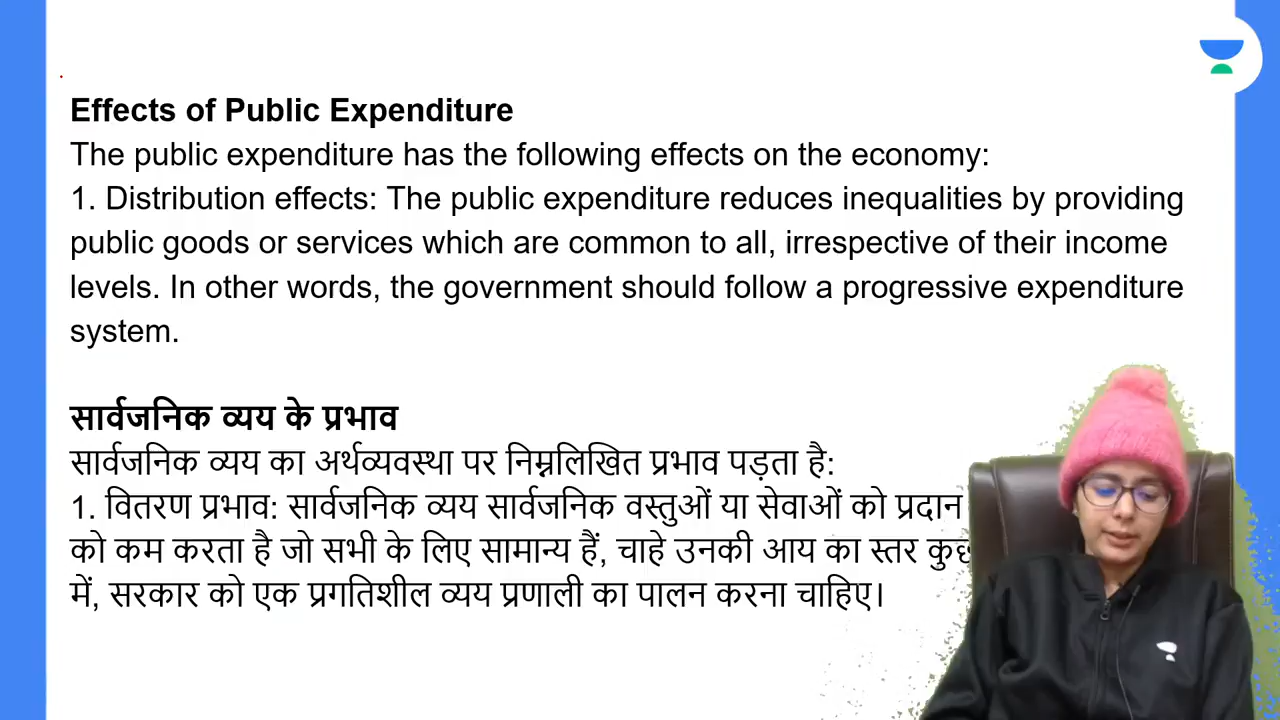 Effects of Public Expenditure
The public expenditure has the following effects on the economy:
1. Distribution effects: The public expenditure reduces inequalities by providing
public goods or services which are common to all, irrespective of their income
levels. In other words, the government should follow a progressive expenditure
system.
सार्वजनिक व्यय के प्रभाव
सार्वजनिक व्यय का अर्थव्यवस्था पर निम्नलिखित प्रभाव पड़ता है:
1. वितरण प्रभाव: सार्वजनिक व्यय सार्वजनिक वस्तुओं या सेवाओं को प्रदान
को कम करता है जो सभी के लिए सामान्य हैं, चाहे उनकी आय का स्तर
में, सरकार को एक प्रगतिशील व्यय प्रणाली का पालन करना चाहिए।